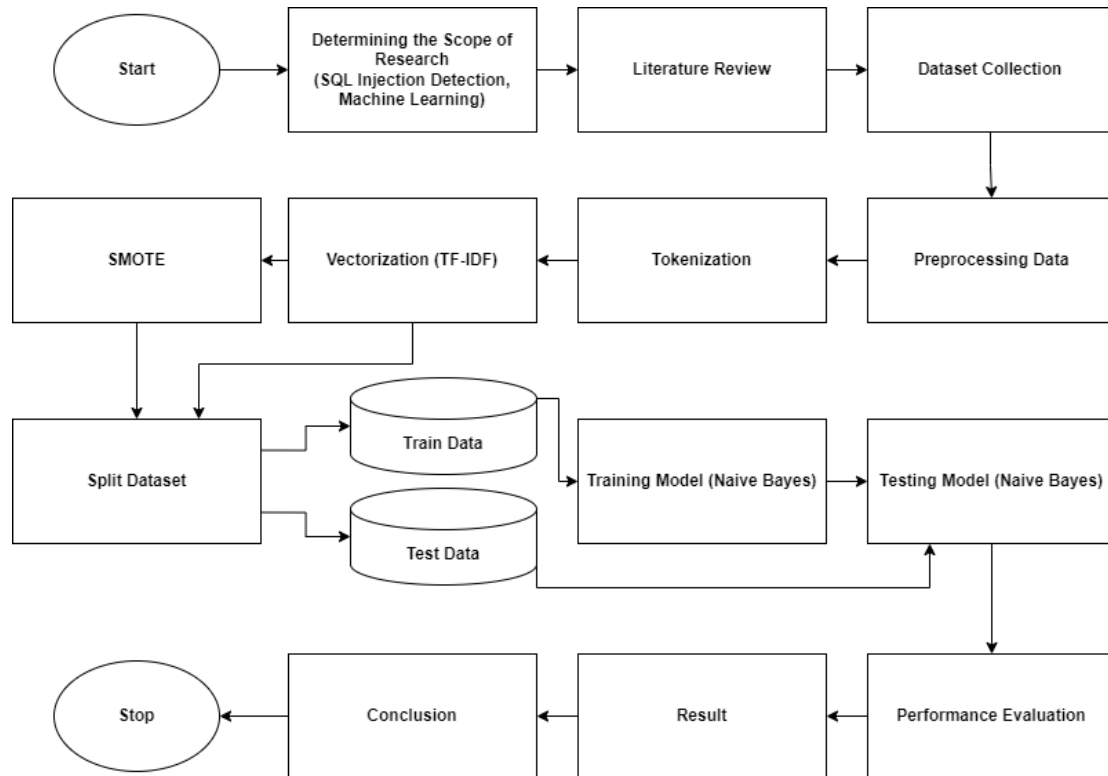 Start
Determining the Scope of
Research
(SQL Injection Detection,
Machine Learning)
Literature Review
Dataset Collection
SMOTE
Vectorization (TF-IDF)
Tokenization
Preprocessing Data
Split Dataset
Train Data
Test Data
Training Model (Naive Bayes)
Testing Model (Naive Bayes)
Stop
Conclusion
Result
Performance Evaluation